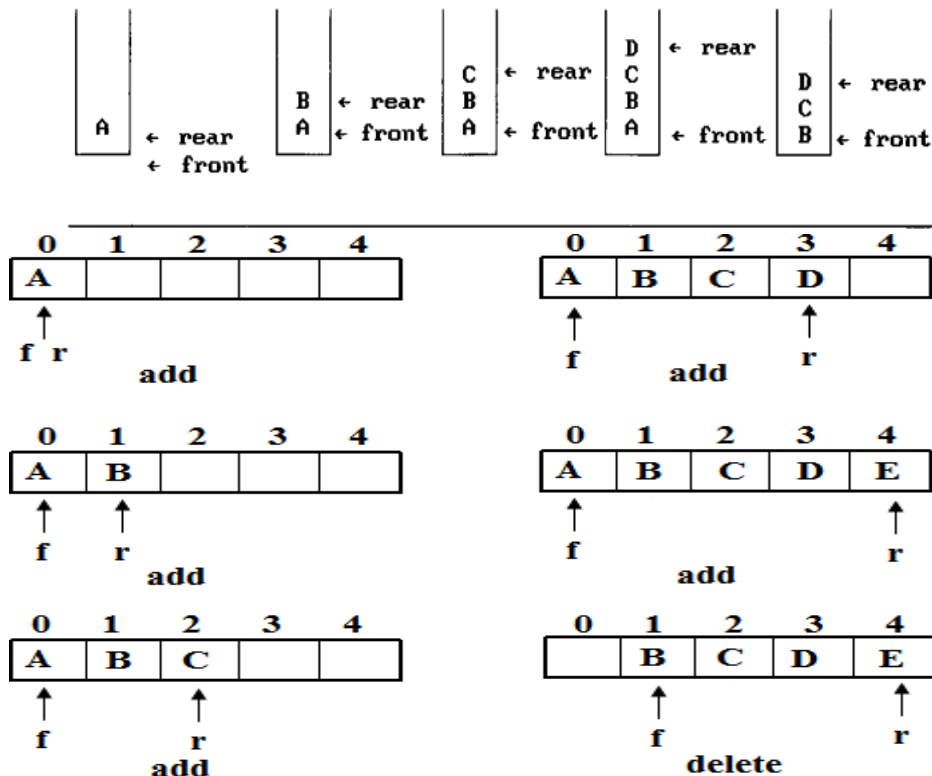 D ← rear
C ← rear D ← rear
B ← rear C B C
A ← rear A ← front B A B ← front
← front A ← front ← front
0 1 2 3 4 0 1 2 3 4
A A B C D
f r f r
add add
0 1 2 3 4 0 1 2 3 4
A B A B C D E
f r f r
add add
0 1 2 3 4 0 1 2 3 4
A B C B C D E
f r f r
add delete